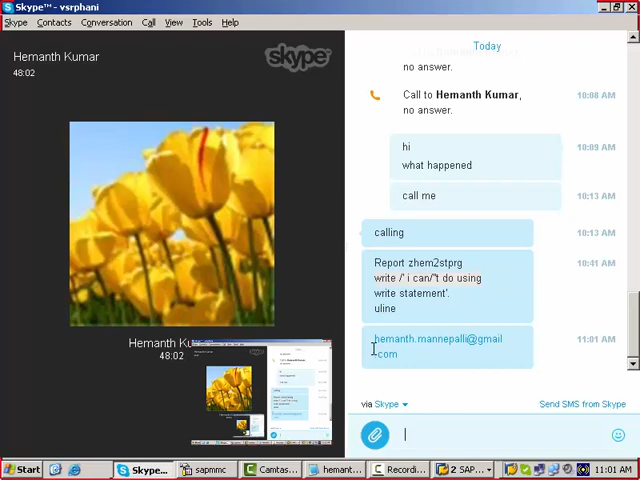 Skype™ - vsrphani
Skype Contacts Conversation Call View Tools Help
Hemanth Kumar
48:02
skype
Today
no answer.
Call to Hemanth Kumar, 10:08 AM
no answer.
hi 10:09 AM
what happened
call me 10:13 AM
calling 10:13 AM
Report zhem2stprg 10:41 AM
write /' i can/''t do using
write statement'.
uline
hemanth.mannepalli@gmail 11:01 AM
.com
Hemanth
48:02
via Skype Send SMS from Skype
Start Skype... sapmmc Camtas... hemant... Recordi... 2 SAP... 11:01 AM